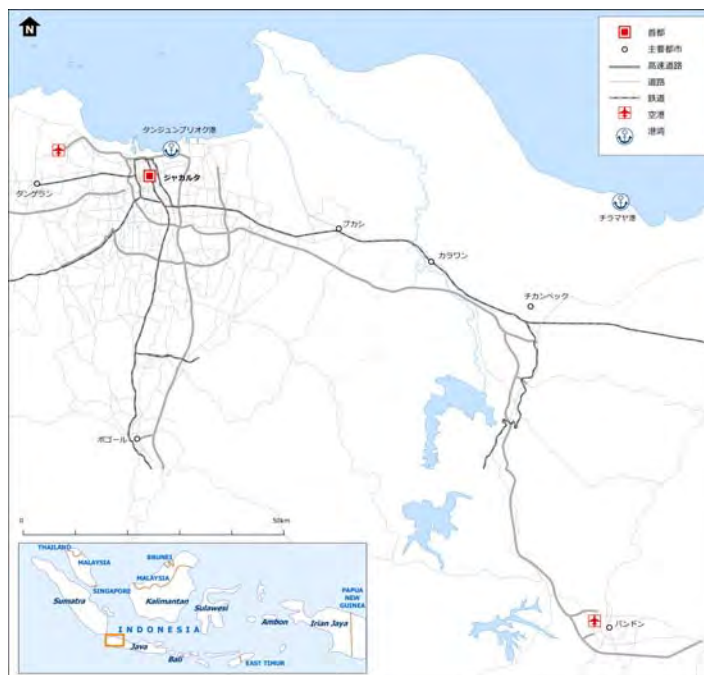 N
首都
主要都市
高速道路
道路
鉄道
空港
港湾
タンジュンプリオク港
ジャカルタ
タングラン
チラマヤ港
ブカシ
カラワン
チカンペック
ボゴール
0
50km
バンドン
THAILAND
MALAYSIA
BRUNEI
MALAYSIA
SINGAPORE
PAPUA
NEW
GUINEA
Sumatra
Kalimantan
Sulawesi
Ambon
Irian Jaya
INDONESIA
Java
Bali
EAST TIMUR